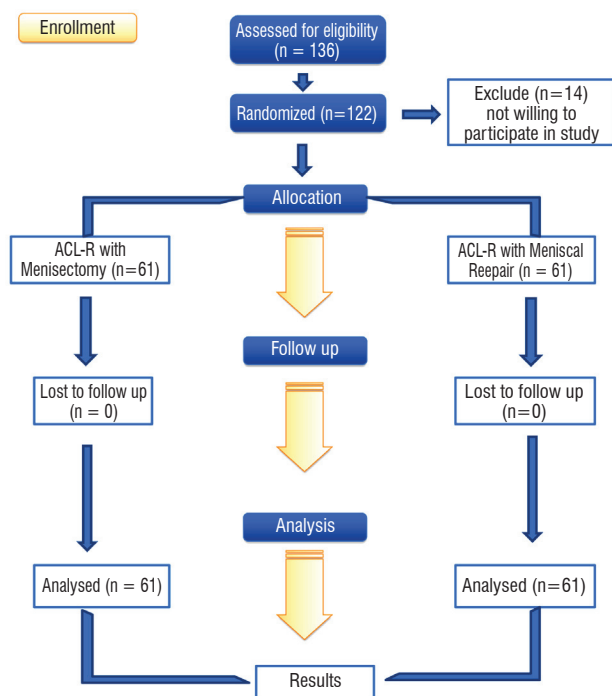 Enrollment
Assessed for eligibility
(n = 136)
Randomized (n=122)
Exclude (n=14)
not willing to
participate in study
Allocation
ACL-R with
Menisectomy (n=61)
ACL-R with Meniscal
Reepair (n = 61)
Follow up
Lost to follow up
(n = 0)
Lost to follow up
(n=0)
Analysis
Analysed (n = 61)
Analysed (n=61)
Results